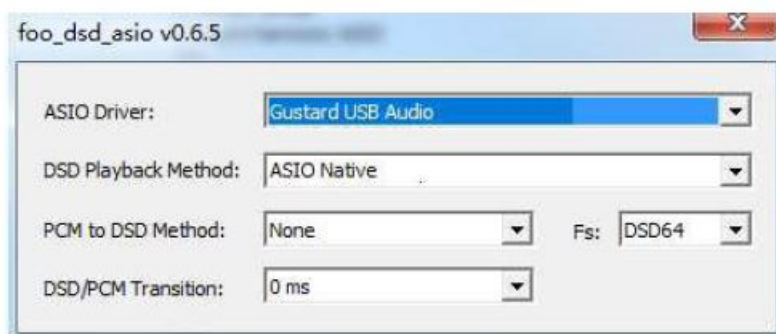 foo_dsd_asio v0.6.5
ASIO Driver: Gustard USB Audio
DSD Playback Method: ASIO Native
PCM to DSD Method: None Fs: DSD64
DSD/PCM Transition: 0 ms